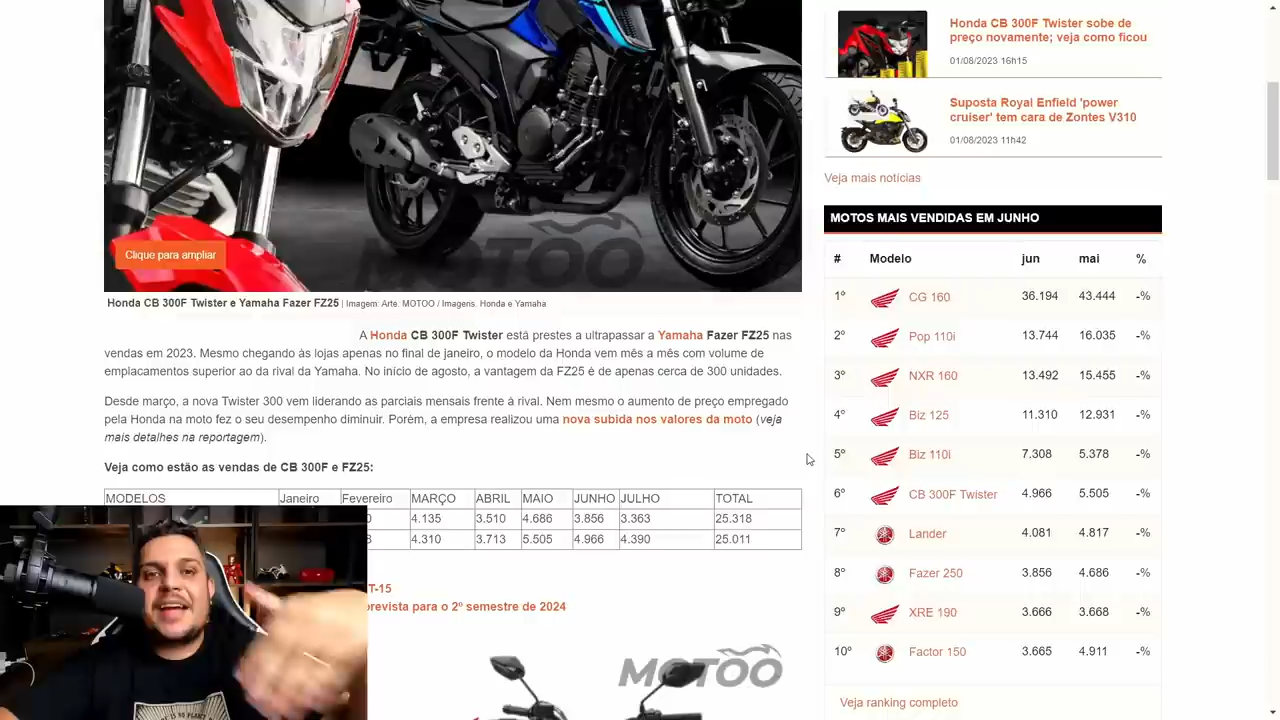 MOTOO
Clique para ampliar
Honda CB 300F Twister e Yamaha Fazer FZ25 | Imagem: Arte: MOTOO / Imagens: Honda e Yamaha
A Honda CB 300F Twister está prestes a ultrapassar a Yamaha Fazer FZ25 nas
vendas em 2023. Mesmo chegando às lojas apenas no final de janeiro, o modelo da Honda vem mês a mês com volume de
emplacamentos superior ao da rival da Yamaha. No início de agosto, a vantagem da FZ25 é de apenas cerca de 300 unidades.
Desde março, a nova Twister 300 vem liderando as parciais mensais frente à rival. Nem mesmo o aumento de preço empregado
pela Honda na moto fez o seu desempenho diminuir. Porém, a empresa realizou uma nova subida nos valores da moto (veja
mais detalhes na reportagem).
Veja como estão as vendas de CB 300F e FZ25:
MODELOS Janeiro Fevereiro MARÇO ABRIL MAIO JUNHO JULHO TOTAL
0 4.135 3.510 4.686 3.856 3.363 25.318
4.310 3.713 5.505 4.966 4.390 25.011
T-15
prevista para o 2º semestre de 2024
MOTOO
Honda CB 300F Twister sobe de
preço novamente; veja como ficou
01/08/2023 16h15
Suposta Royal Enfield 'power
cruiser' tem cara de Zontes V310
01/08/2023 11h42
Veja mais notícias
MOTOS MAIS VENDIDAS EM JUNHO
# Modelo jun mai %
1º CG 160 36.194 43.444 -%
2º Pop 110i 13.744 16.035 -%
3º NXR 160 13.492 15.455 -%
4º Biz 125 11.310 12.931 -%
5º Biz 110i 7.308 5.378 -%
6º CB 300F Twister 4.966 5.505 -%
7º Lander 4.081 4.817 -%
8º Fazer 250 3.856 4.686 -%
9º XRE 190 3.666 3.668 -%
10º Factor 150 3.665 4.911 -%
Veja ranking completo